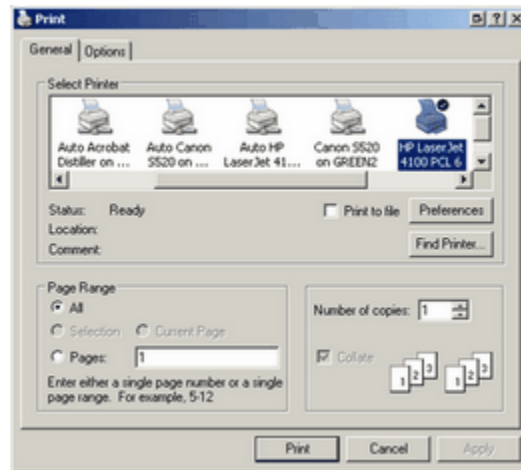 Print
General
Options
Select Printer
Auto Acrobat
Distiller on ...
Auto Canon
S520 on ...
Auto HP
LaserJet 41...
Canon S520
on GREEN2
HP LaserJet
4100 PCL 6
Status: Ready
Print to file
Preferences
Location:
Comment:
Find Printer...
Page Range
All
Selection
Current Page
Pages: 1
Enter either a single page number or a single
page range. For example, 5-12
Number of copies: 1
Collate
1 2 3
1 2 3
Print
Cancel
Apply